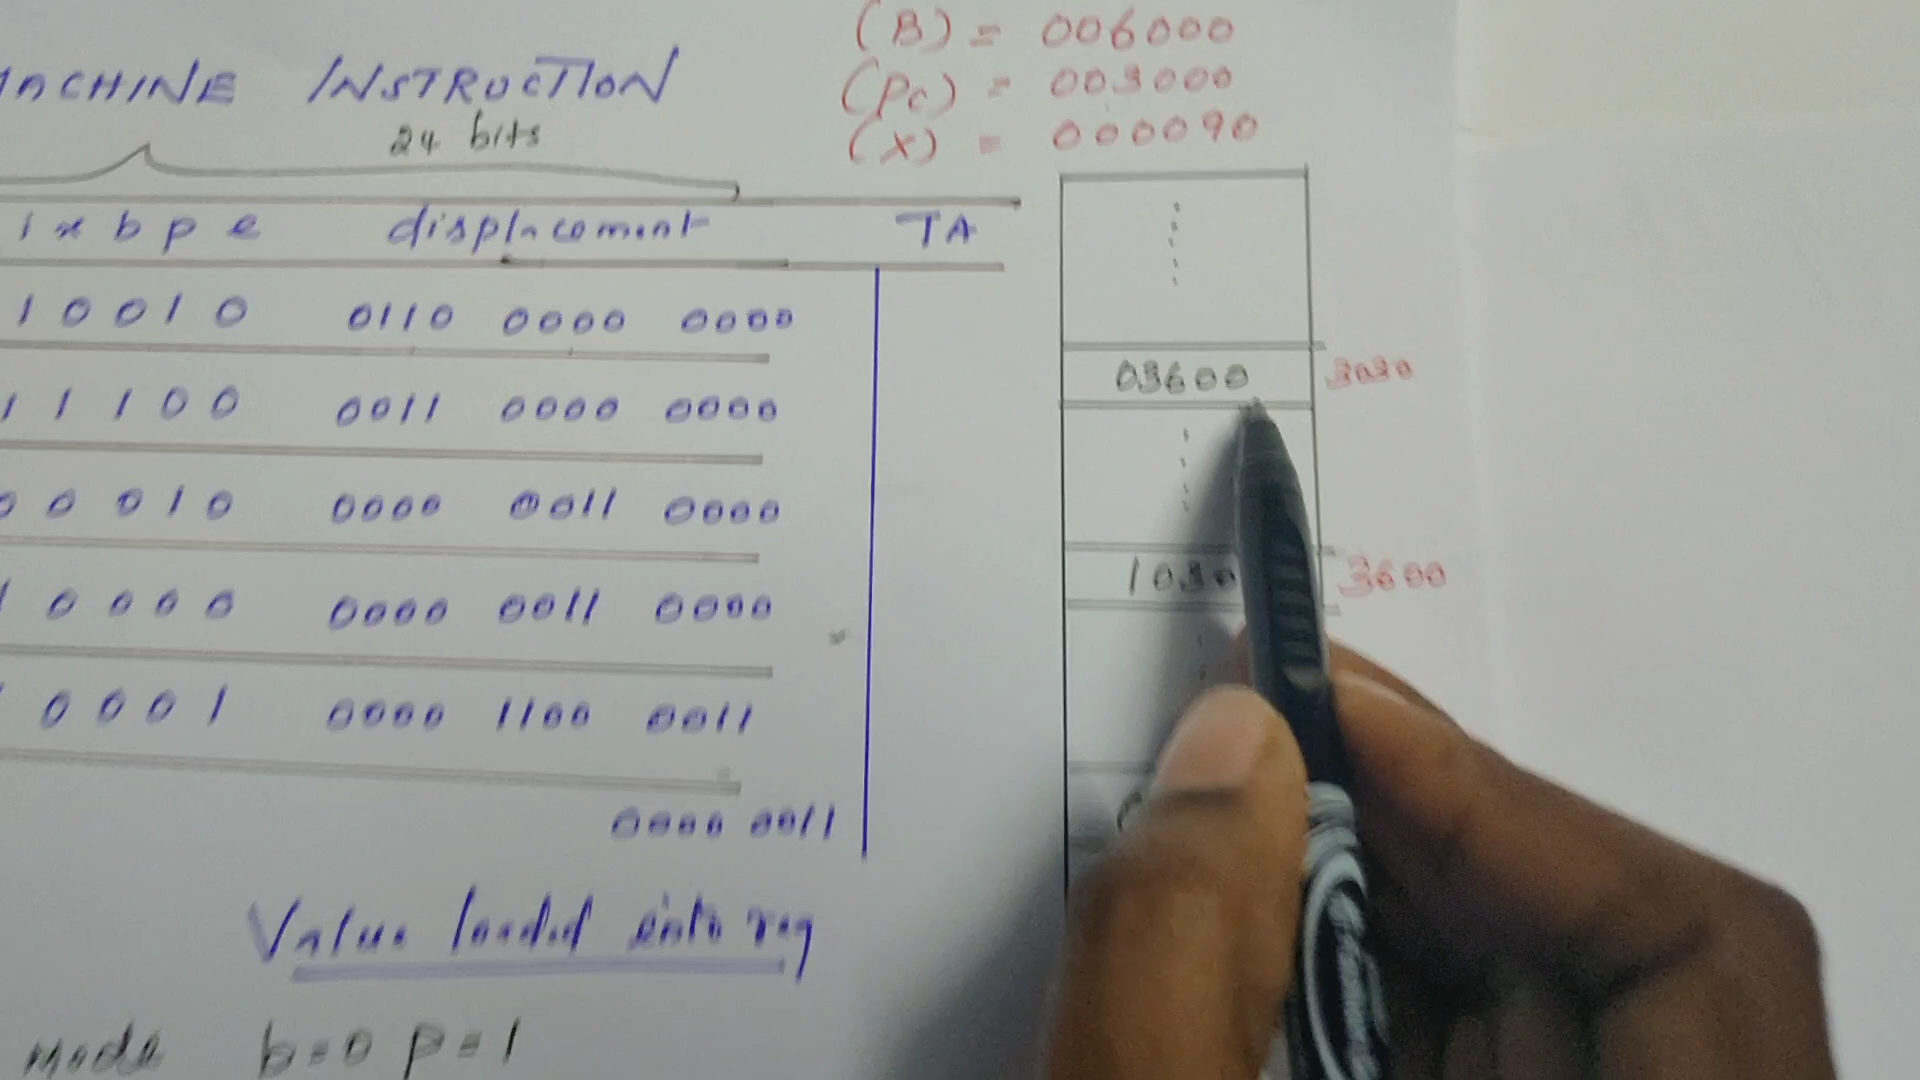 (B) = 006000
MACHINE INSTRUCTION
(PC) = 003000
24 bits
(X) = 000090
i x b p e displacement TA
1 0 0 1 0 0110 0000 0000
03600 3030
1 1 1 0 0 0011 0000 0000
0 0 0 1 0 0000 0011 0000
1030 3600
1 0 0 0 0 0000 0011 0000
0 0 0 1 0000 1100 0011
0000 0011
Value loaded into reg
Mode b=0 p=1